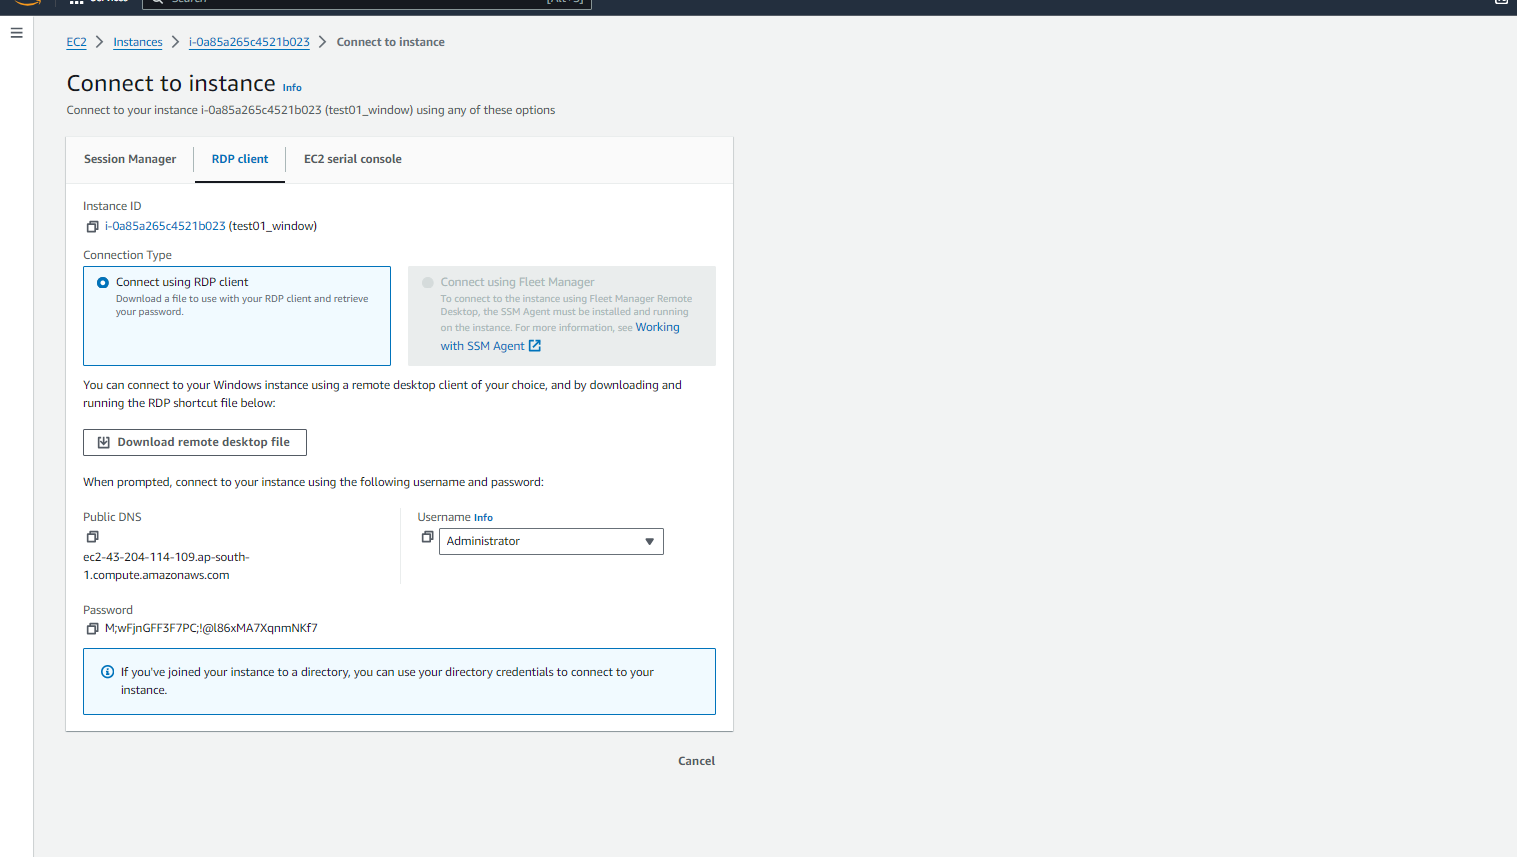 Services
Search
[Alt+S]
EC2 > Instances > i-0a85a265c4521b023 > Connect to instance
Connect to instance Info
Connect to your instance i-0a85a265c4521b023 (test01_window) using any of these options
Session Manager
RDP client
EC2 serial console
Instance ID
i-0a85a265c4521b023 (test01_window)
Connection Type
Connect using RDP client
Download a file to use with your RDP client and retrieve
your password.
Connect using Fleet Manager
To connect to the instance using Fleet Manager Remote
Desktop, the SSM Agent must be installed and running
on the instance. For more information, see Working
with SSM Agent
You can connect to your Windows instance using a remote desktop client of your choice, and by downloading and
running the RDP shortcut file below:
Download remote desktop file
When prompted, connect to your instance using the following username and password:
Public DNS
ec2-43-204-114-109.ap-south-
1.compute.amazonaws.com
Username Info
Administrator
Password
M;wFjnGFF3F7PC;!@l86xMA7XqnmNKf7
If you've joined your instance to a directory, you can use your directory credentials to connect to your
instance.
Cancel